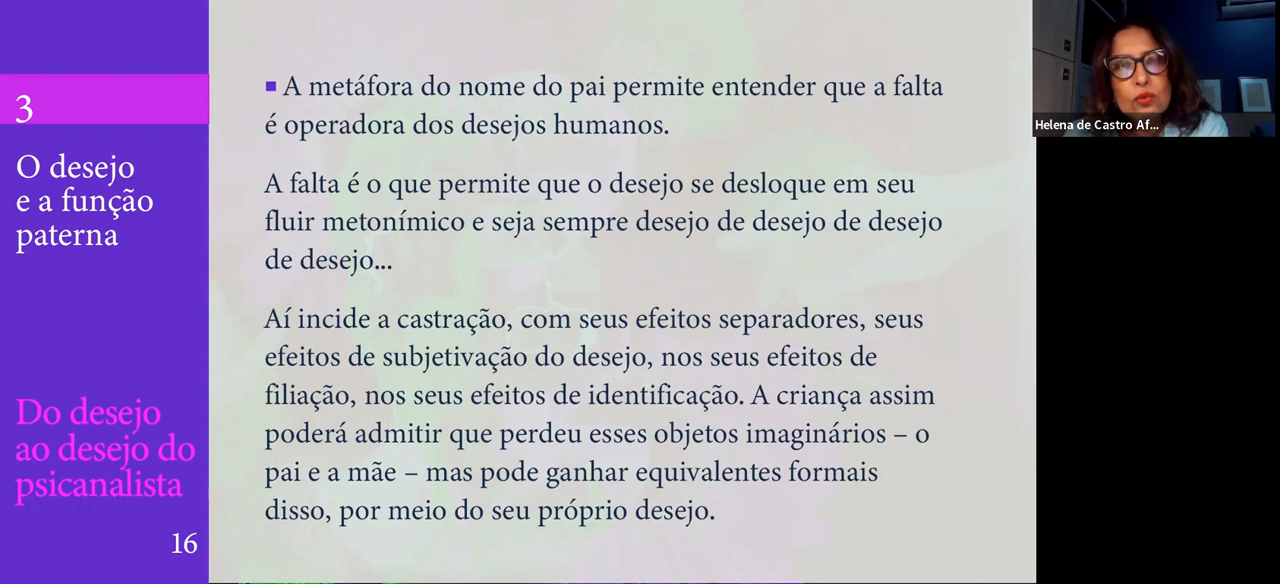 3
O desejo
e a função
paterna
Do desejo
ao desejo do
psicanalista
16
▪ A metáfora do nome do pai permite entender que a falta
é operadora dos desejos humanos.
A falta é o que permite que o desejo se desloque em seu
fluir metonímico e seja sempre desejo de desejo de desejo
de desejo...
Aí incide a castração, com seus efeitos separadores, seus
efeitos de subjetivação do desejo, nos seus efeitos de
filiação, nos seus efeitos de identificação. A criança assim
poderá admitir que perdeu esses objetos imaginários – o
pai e a mãe – mas pode ganhar equivalentes formais
disso, por meio do seu próprio desejo.
Helena de Castro Af...